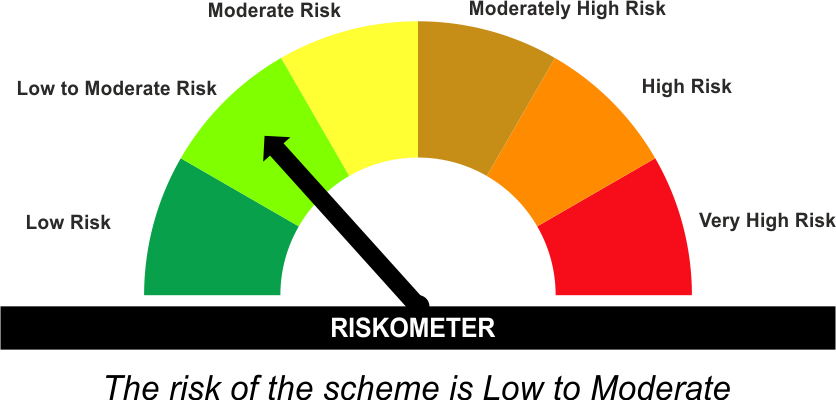 Moderate Risk
Moderately High Risk
Low to Moderate Risk
High Risk
Low Risk
Very High Risk
RISKOMETER
The risk of the scheme is Low to Moderate